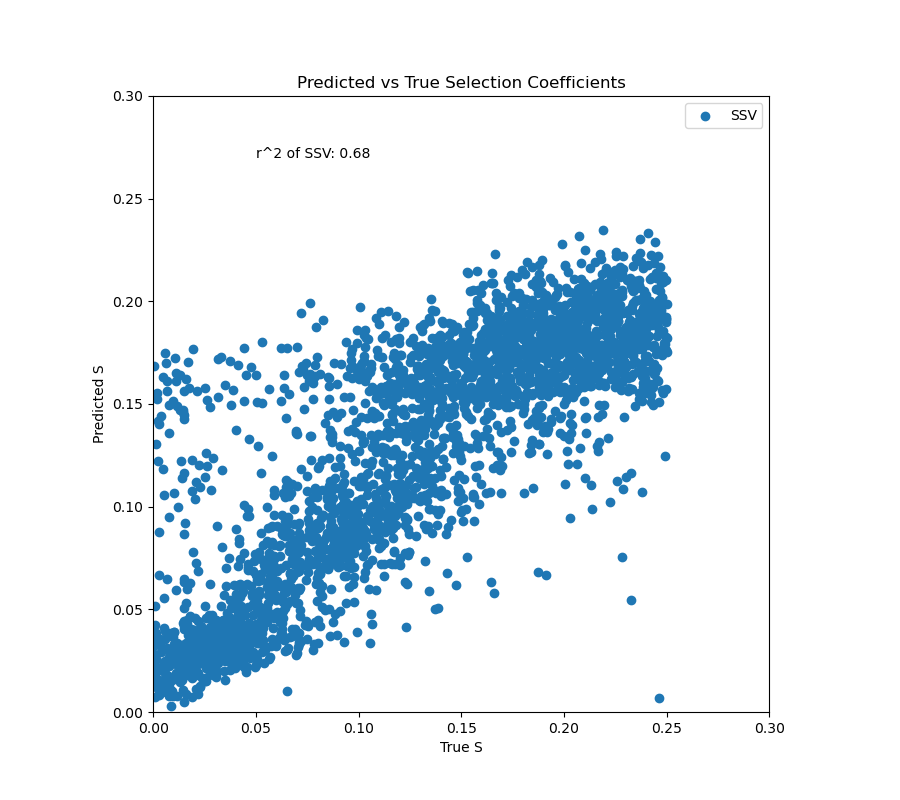 Predicted vs True Selection Coefficients
SSV
r^2 of SSV: 0.68
Predicted S
0.30
0.25
0.20
0.15
0.10
0.05
0.00
0.00 0.05 0.10 0.15 0.20 0.25 0.30
True S